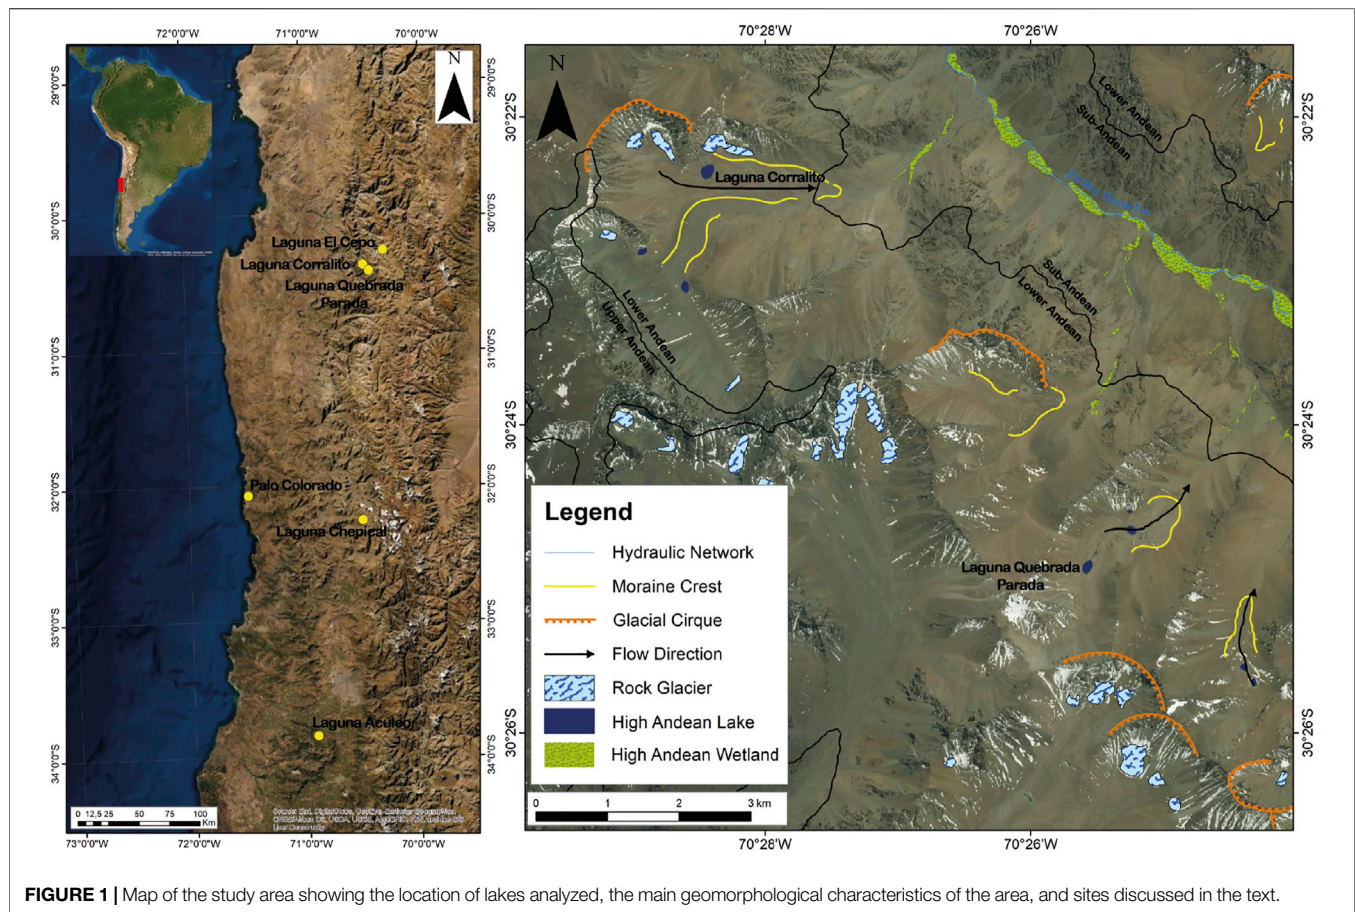 72°0'0"W
71°0'0"W
70°0'0"W
70°28'W
70°26'W
N
N
29°0'0"S
29°0'0"S
30°0'0"S
30°0'0"S
31°0'0"S
31°0'0"S
32°0'0"S
32°0'0"S
33°0'0"S
33°0'0"S
34°0'0"S
34°0'0"S
Laguna El Cepo
Laguna Corralito
Laguna Quebrada
Parada
Palo Colorado
Laguna Chepical
Laguna Aculeo
0 12,5 25 50 75 100
Km
73°0'0"W
72°0'0"W
71°0'0"W
70°0'0"W
30°22'S
30°22'S
Lower Andean
Sub-Andean
Laguna Corralito
Sub-Andean
Lower Andean
Lower Andean
Upper Andean
30°24'S
30°24'S
Laguna Quebrada
Parada
Legend
Hydraulic Network
Moraine Crest
Glacial Cirque
Flow Direction
Rock Glacier
High Andean Lake
High Andean Wetland
30°26'S
30°26'S
0 1 2 3 km
70°28'W
70°26'W
FIGURE 1 | Map of the study area showing the location of lakes analyzed, the main geomorphological characteristics of the area, and sites discussed in the text.